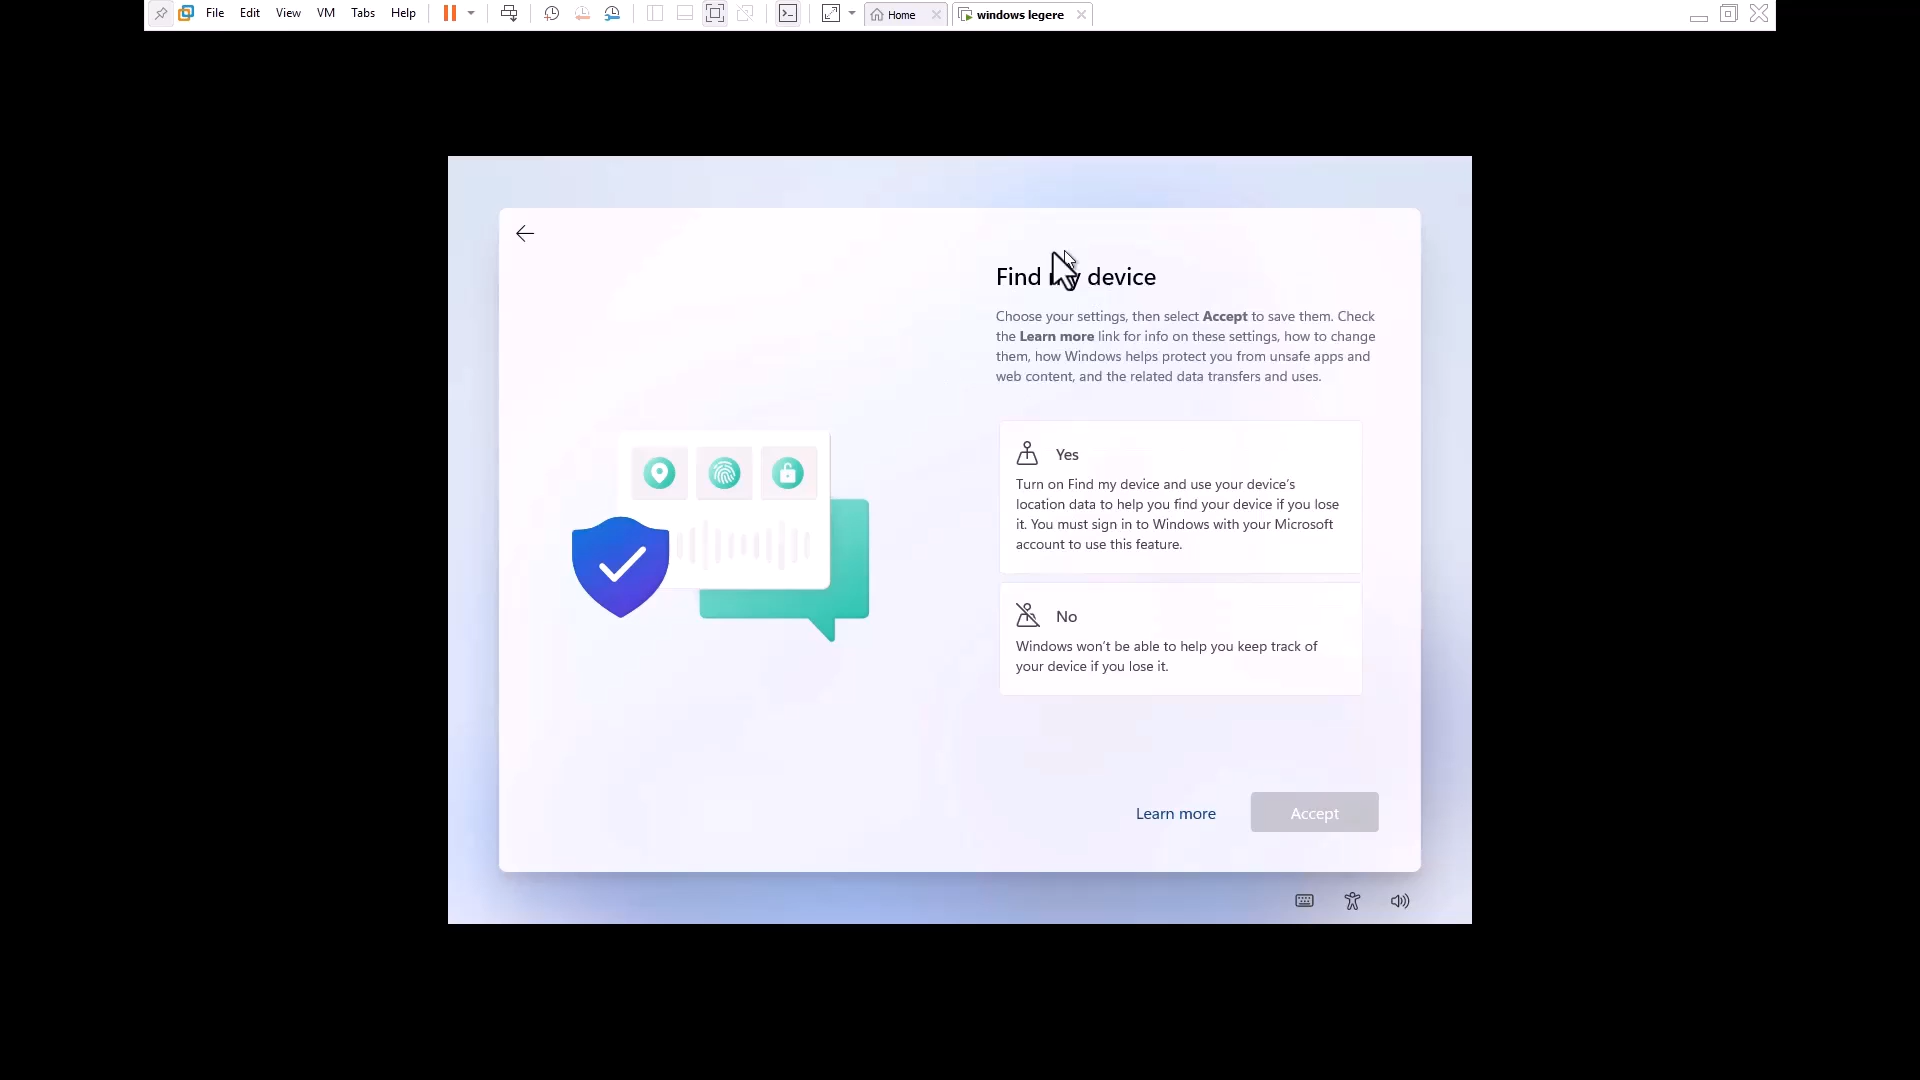 File Edit View VM Tabs Help Home windows legere
Find my device
Choose your settings, then select Accept to save them. Check
the Learn more link for info on these settings, how to change
them, how Windows helps protect you from unsafe apps and
web content, and the related data transfers and uses.
Yes
Turn on Find my device and use your device's
location data to help you find your device if you lose
it. You must sign in to Windows with your Microsoft
account to use this feature.
No
Windows won't be able to help you keep track of
your device if you lose it.
Learn more Accept